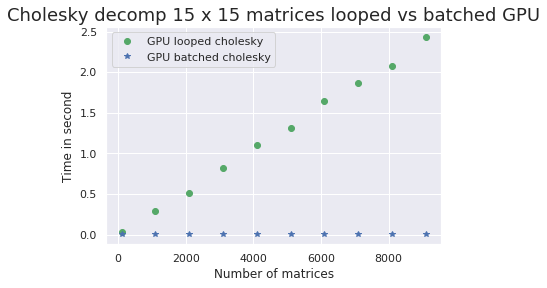 Cholesky decomp 15 x 15 matrices looped vs batched GPU
2.5
2.0
1.5
1.0
0.5
0.0
Time in second
GPU looped cholesky
GPU batched cholesky
0 2000 4000 6000 8000
Number of matrices